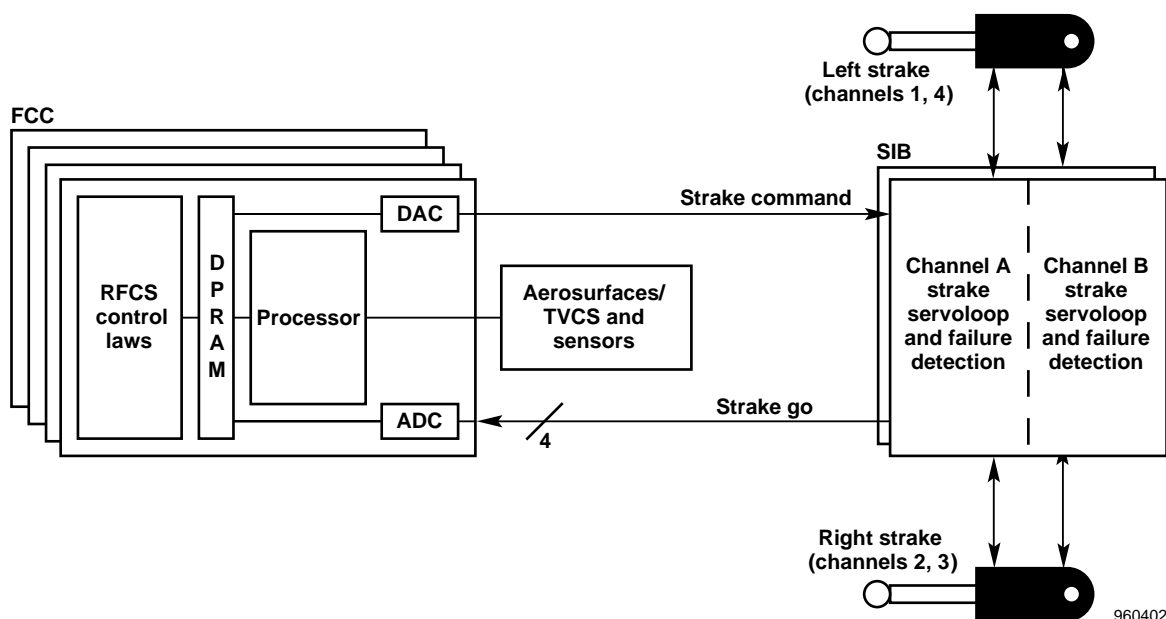 Left strake
(channels 1, 4)
FCC
SIB
RFCS
control
laws
D
P
R
A
M
DAC
Processor
ADC
Strake command
Aerosurfaces/
TVCS and
sensors
Strake go
4
Channel A
strake
servoloop
and failure
detection
Channel B
strake
servoloop
and failure
detection
Right strake
(channels 2, 3)
960402